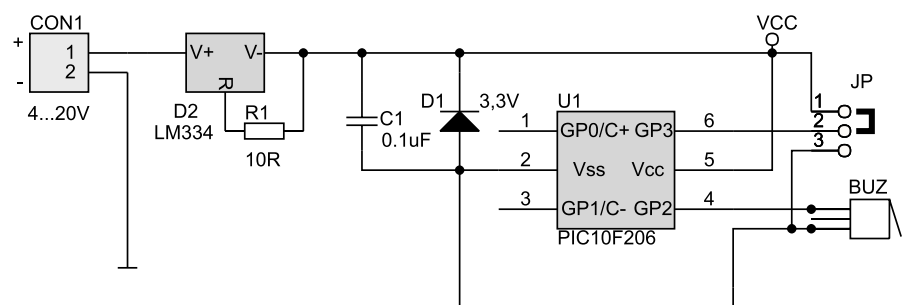 CON1
VCC
+
1
V+
V-
2
-
R
JP
4...20V
D2
R1
D1
3,3V
U1
1
LM334
C1
1
GP0/C+
GP3
6
2
0.1uF
3
10R
2
Vss
Vcc
5
BUZ
3
GP1/C-
GP2
4
PIC10F206